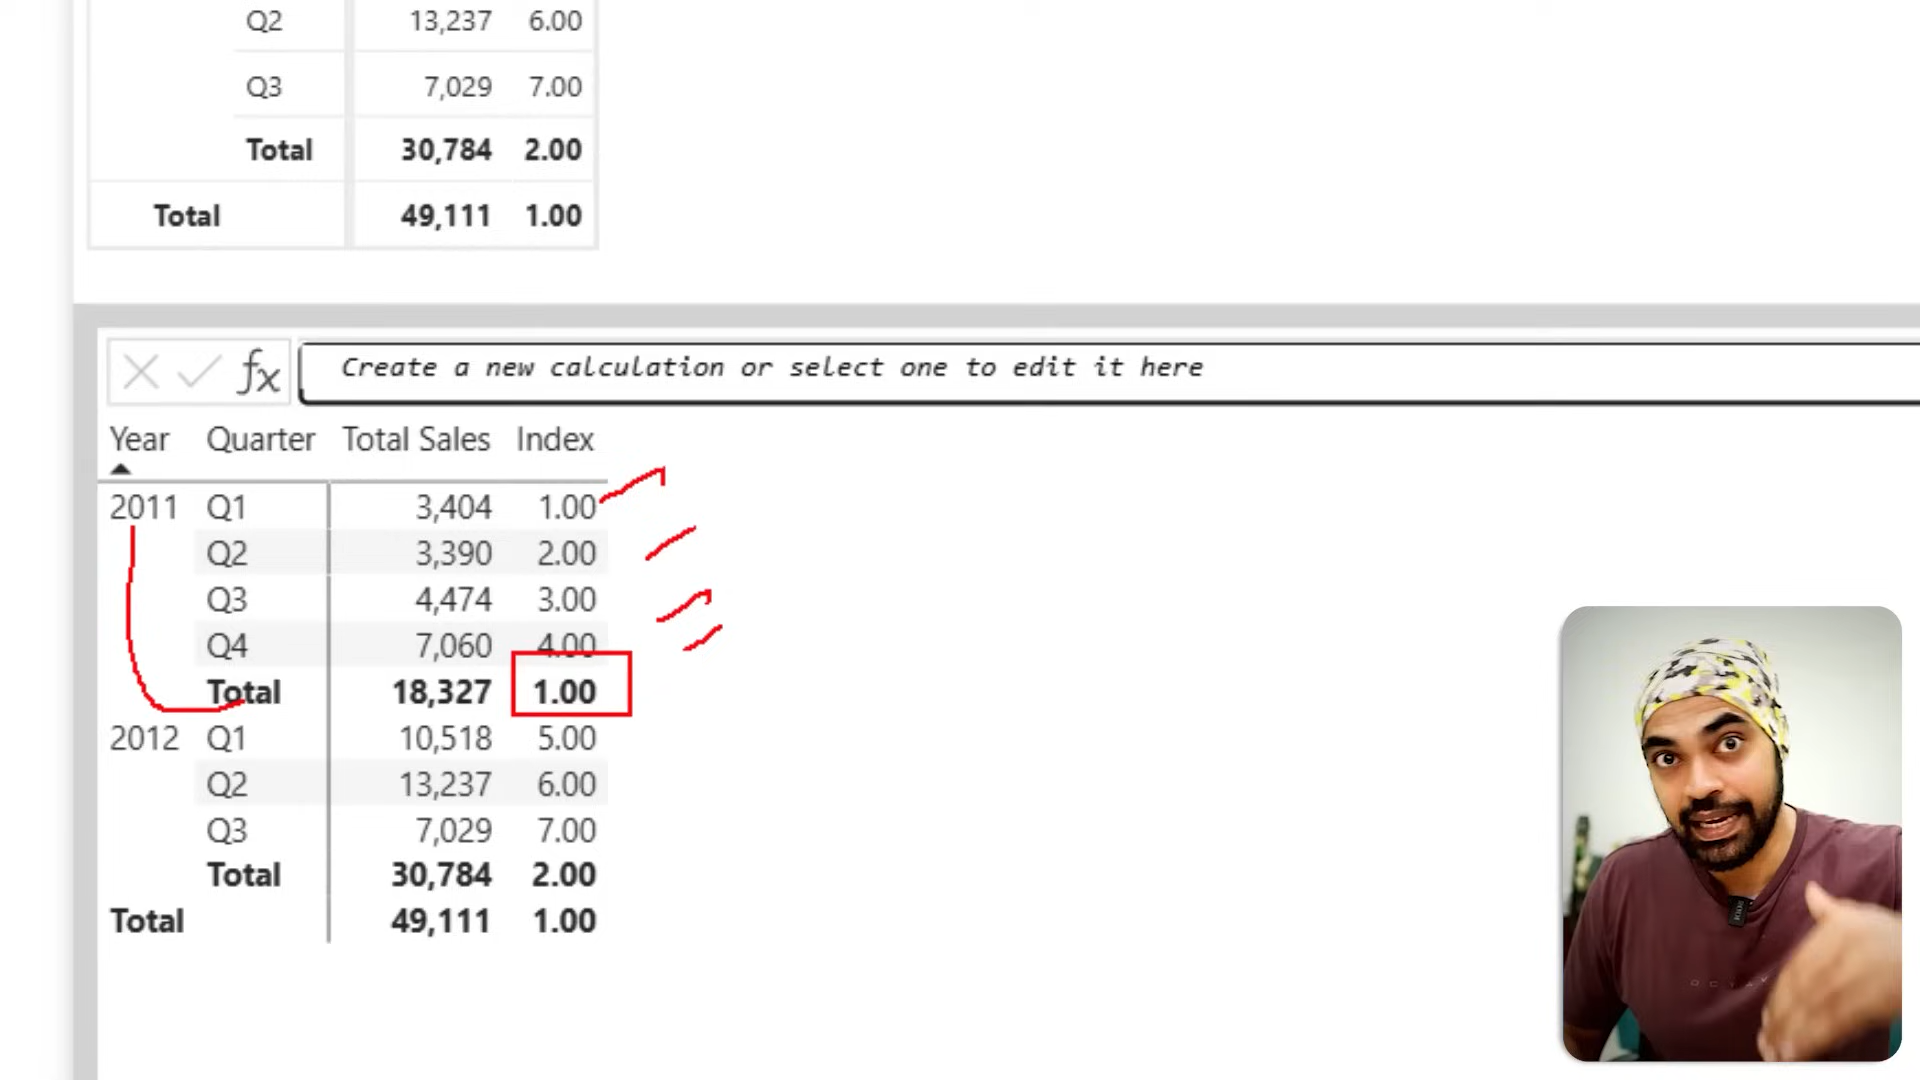 Q2 13,237 6.00
Q3 7,029 7.00
Total 30,784 2.00
Total 49,111 1.00
fx Create a new calculation or select one to edit it here
Year Quarter Total Sales Index
2011 Q1 3,404 1.00
Q2 3,390 2.00
Q3 4,474 3.00
Q4 7,060 4.00
Total 18,327 1.00
2012 Q1 10,518 5.00
Q2 13,237 6.00
Q3 7,029 7.00
Total 30,784 2.00
Total 49,111 1.00